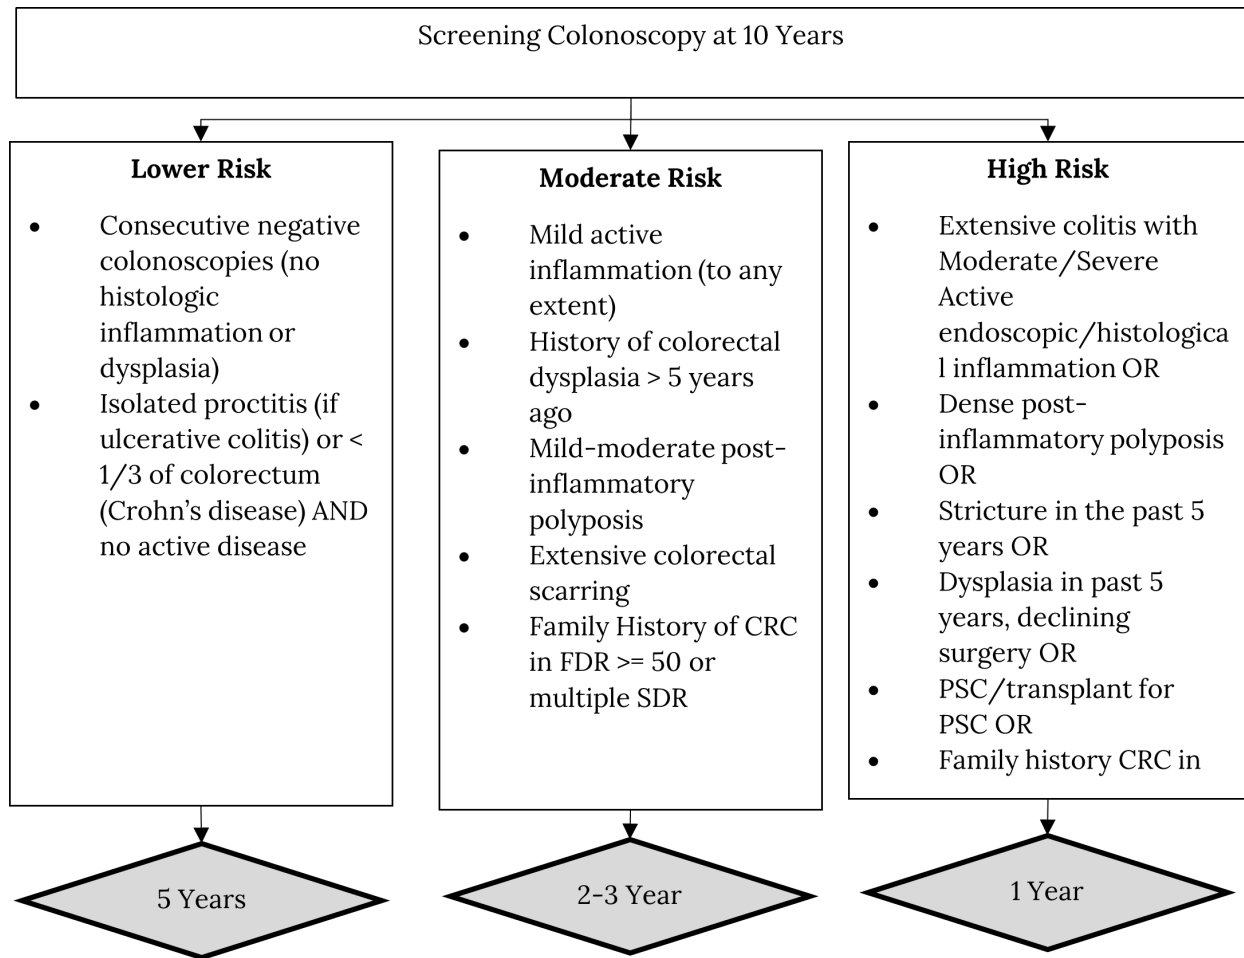 Screening Colonoscopy at 10 Years
Lower Risk
• Consecutive negative
colonoscopies (no
histologic
inflammation or
dysplasia)
• Isolated proctitis (if
ulcerative colitis) or <
1/3 of colorectum
(Crohn’s disease) AND
no active disease
5 Years
Moderate Risk
• Mild active
inflammation (to any
extent)
• History of colorectal
dysplasia > 5 years
ago
• Mild-moderate post-
inflammatory
polyposis
• Extensive colorectal
scarring
• Family History of CRC
in FDR >= 50 or
multiple SDR
2-3 Year
High Risk
• Extensive colitis with
Moderate/Severe
Active
endoscopic/histologica
l inflammation OR
• Dense post-
inflammatory polyposis
OR
• Stricture in the past 5
years OR
• Dysplasia in past 5
years, declining
surgery OR
• PSC/transplant for
PSC OR
• Family history CRC in
1 Year